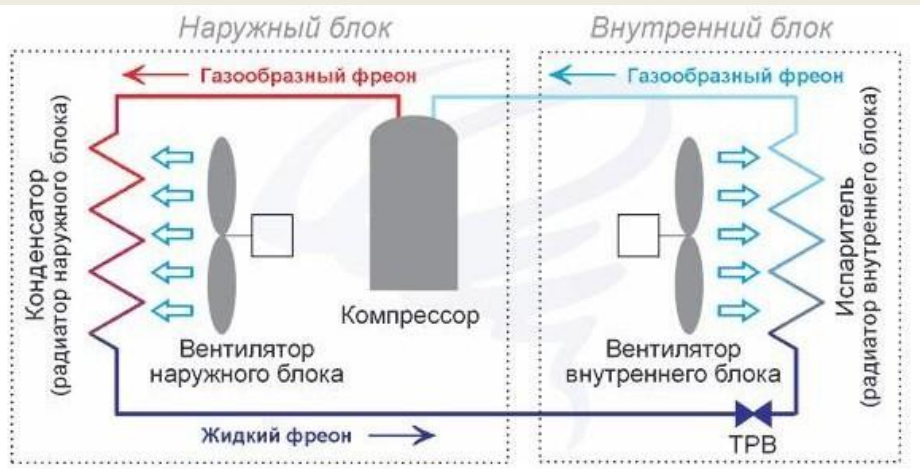 Наружный блок
Внутренний блок
Газообразный фреон
Газообразный фреон
Конденсатор
(радиатор наружного блока)
Компрессор
Вентилятор
наружного блока
Вентилятор
внутреннего блока
Испаритель
(радиатор внутреннего блока)
Жидкий фреон
ТРВ